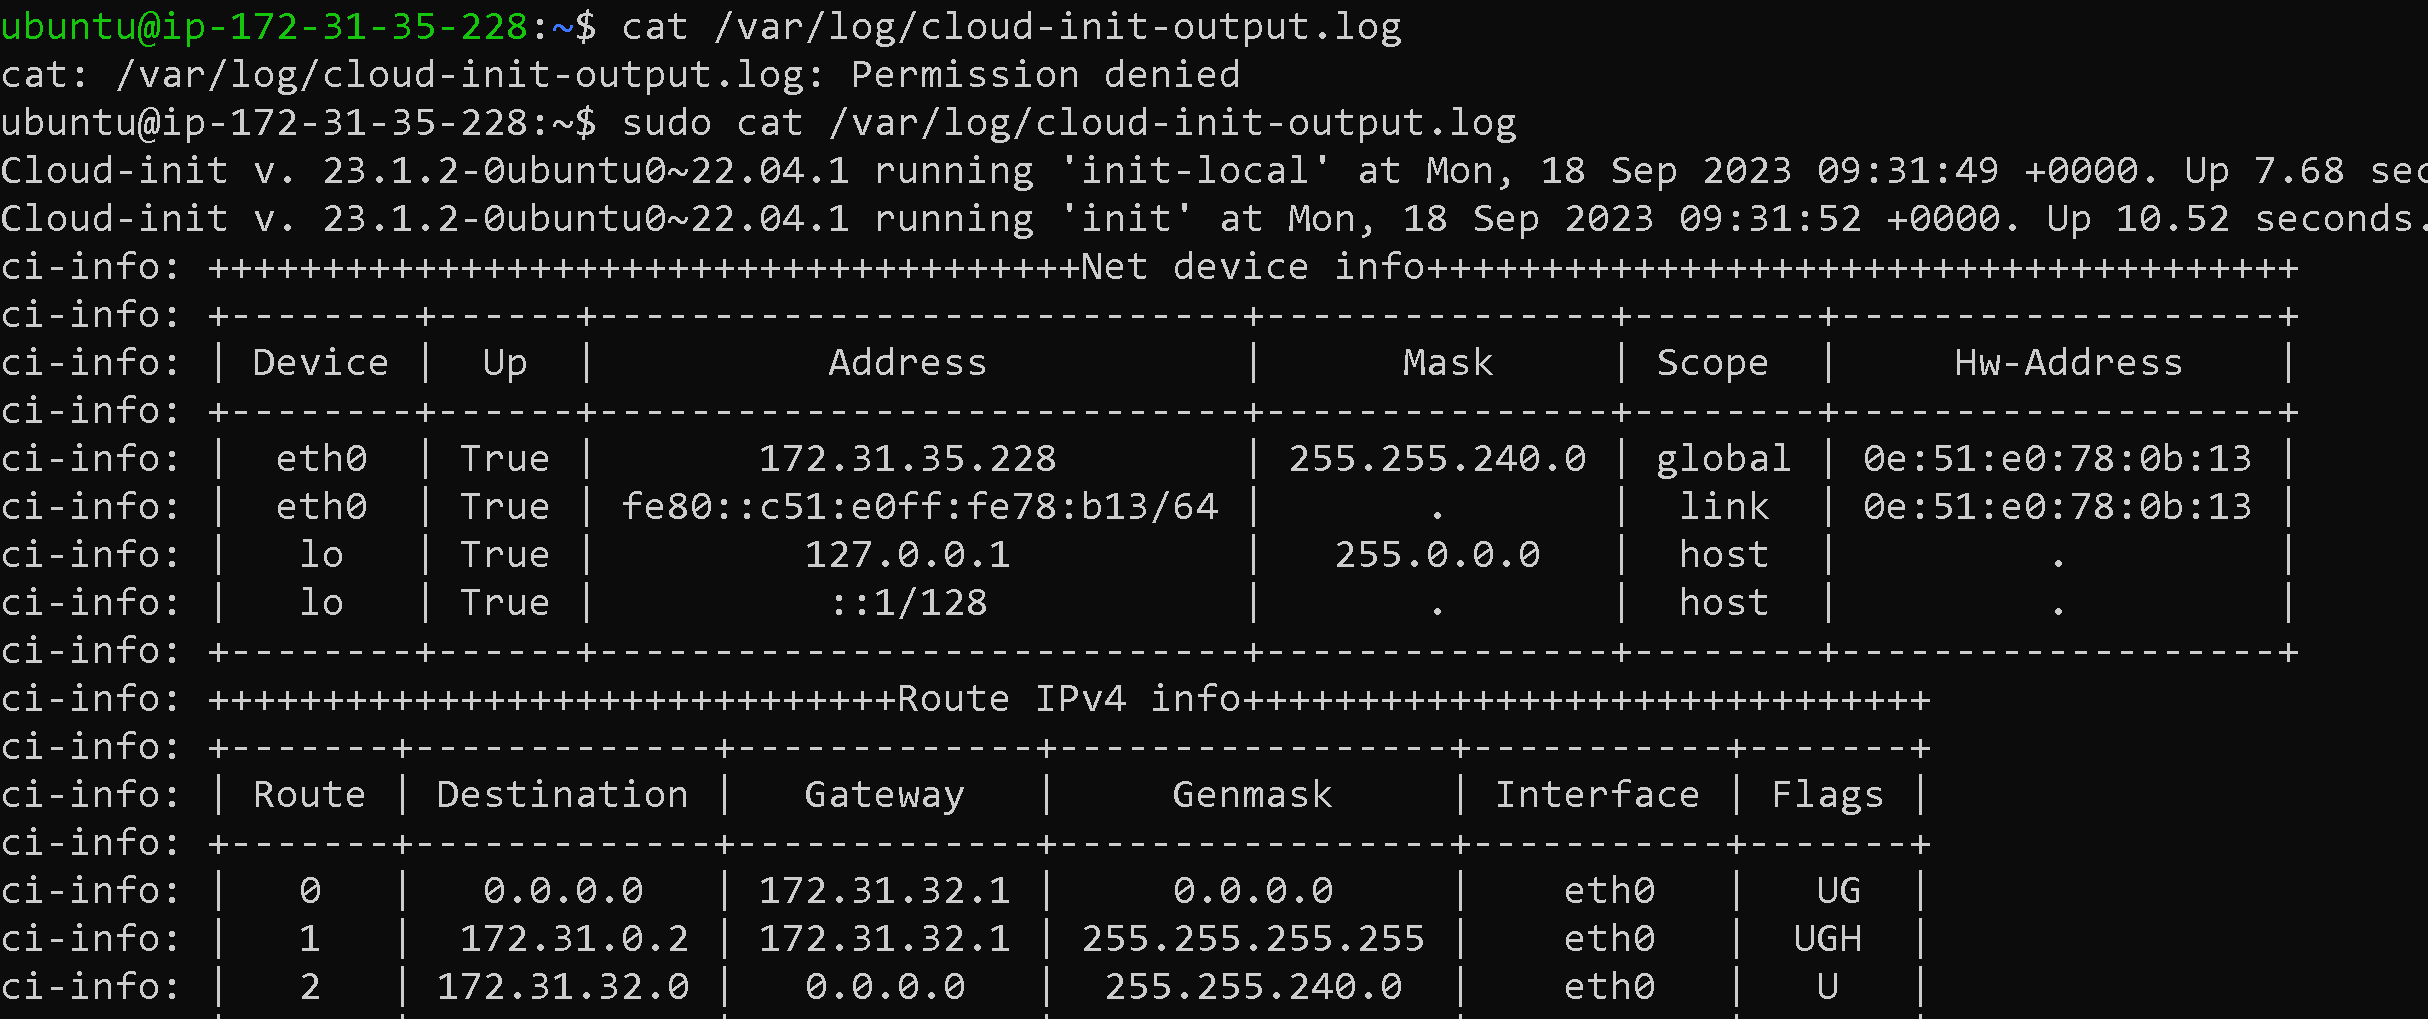 ubuntu@ip-172-31-35-228:~$ cat /var/log/cloud-init-output.log
cat: /var/log/cloud-init-output.log: Permission denied
ubuntu@ip-172-31-35-228:~$ sudo cat /var/log/cloud-init-output.log
Cloud-init v. 23.1.2-0ubuntu0~22.04.1 running 'init-local' at Mon, 18 Sep 2023 09:31:49 +0000. Up 7.68 sec
Cloud-init v. 23.1.2-0ubuntu0~22.04.1 running 'init' at Mon, 18 Sep 2023 09:31:52 +0000. Up 10.52 seconds.
ci-info: ++++++++++++++++++++++++++++++++++++++Net device info++++++++++++++++++++++++++++++++++++++
ci-info: +--------+------+----------------------------+---------------+--------+-------------------+
ci-info: | Device |  Up  |          Address           |      Mask     | Scope  |     Hw-Address    |
ci-info: +--------+------+----------------------------+---------------+--------+-------------------+
ci-info: |  eth0  | True |       172.31.35.228        | 255.255.240.0 | global | 0e:51:e0:78:0b:13 |
ci-info: |  eth0  | True | fe80::c51:e0ff:fe78:b13/64 |       .       |  link  | 0e:51:e0:78:0b:13 |
ci-info: |   lo   | True |         127.0.0.1          |   255.0.0.0   |  host  |         .         |
ci-info: |   lo   | True |          ::1/128           |       .       |  host  |         .         |
ci-info: +--------+------+----------------------------+---------------+--------+-------------------+
ci-info: ++++++++++++++++++++++++++++++Route IPv4 info++++++++++++++++++++++++++++++
ci-info: +-------+-------------+-------------+-----------------+-----------+-------+
ci-info: | Route | Destination |   Gateway   |     Genmask     | Interface | Flags |
ci-info: +-------+-------------+-------------+-----------------+-----------+-------+
ci-info: |   0   |   0.0.0.0   | 172.31.32.1 |     0.0.0.0     |    eth0   |   UG  |
ci-info: |   1   |  172.31.0.2 | 172.31.32.1 | 255.255.255.255 |    eth0   |  UGH  |
ci-info: |   2   | 172.31.32.0 |   0.0.0.0   |  255.255.240.0  |    eth0   |   U   |